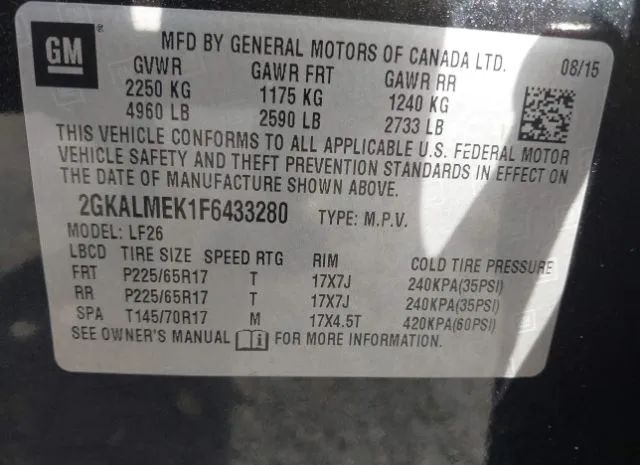 GM ®
MFD BY GENERAL MOTORS OF CANADA LTD. 08/15
GVWR GAWR FRT GAWR RR
2250 KG 1175 KG 1240 KG
4960 LB 2590 LB 2733 LB
THIS VEHICLE CONFORMS TO ALL APPLICABLE U.S. FEDERAL MOTOR
VEHICLE SAFETY AND THEFT PREVENTION STANDARDS IN EFFECT ON
THE DATE OF MANUFACTURE SHOWN ABOVE.
2GKALMEK1F6433280 TYPE: M.P.V.
MODEL: LF26
LBCD TIRE SIZE SPEED RTG RIM COLD TIRE PRESSURE
FRT P225/65R17 T 17X7J 240KPA(35PSI)
RR P225/65R17 T 17X7J 240KPA(35PSI)
SPA T145/70R17 M 17X4.5T 420KPA(60PSI)
SEE OWNER'S MANUAL FOR MORE INFORMATION.